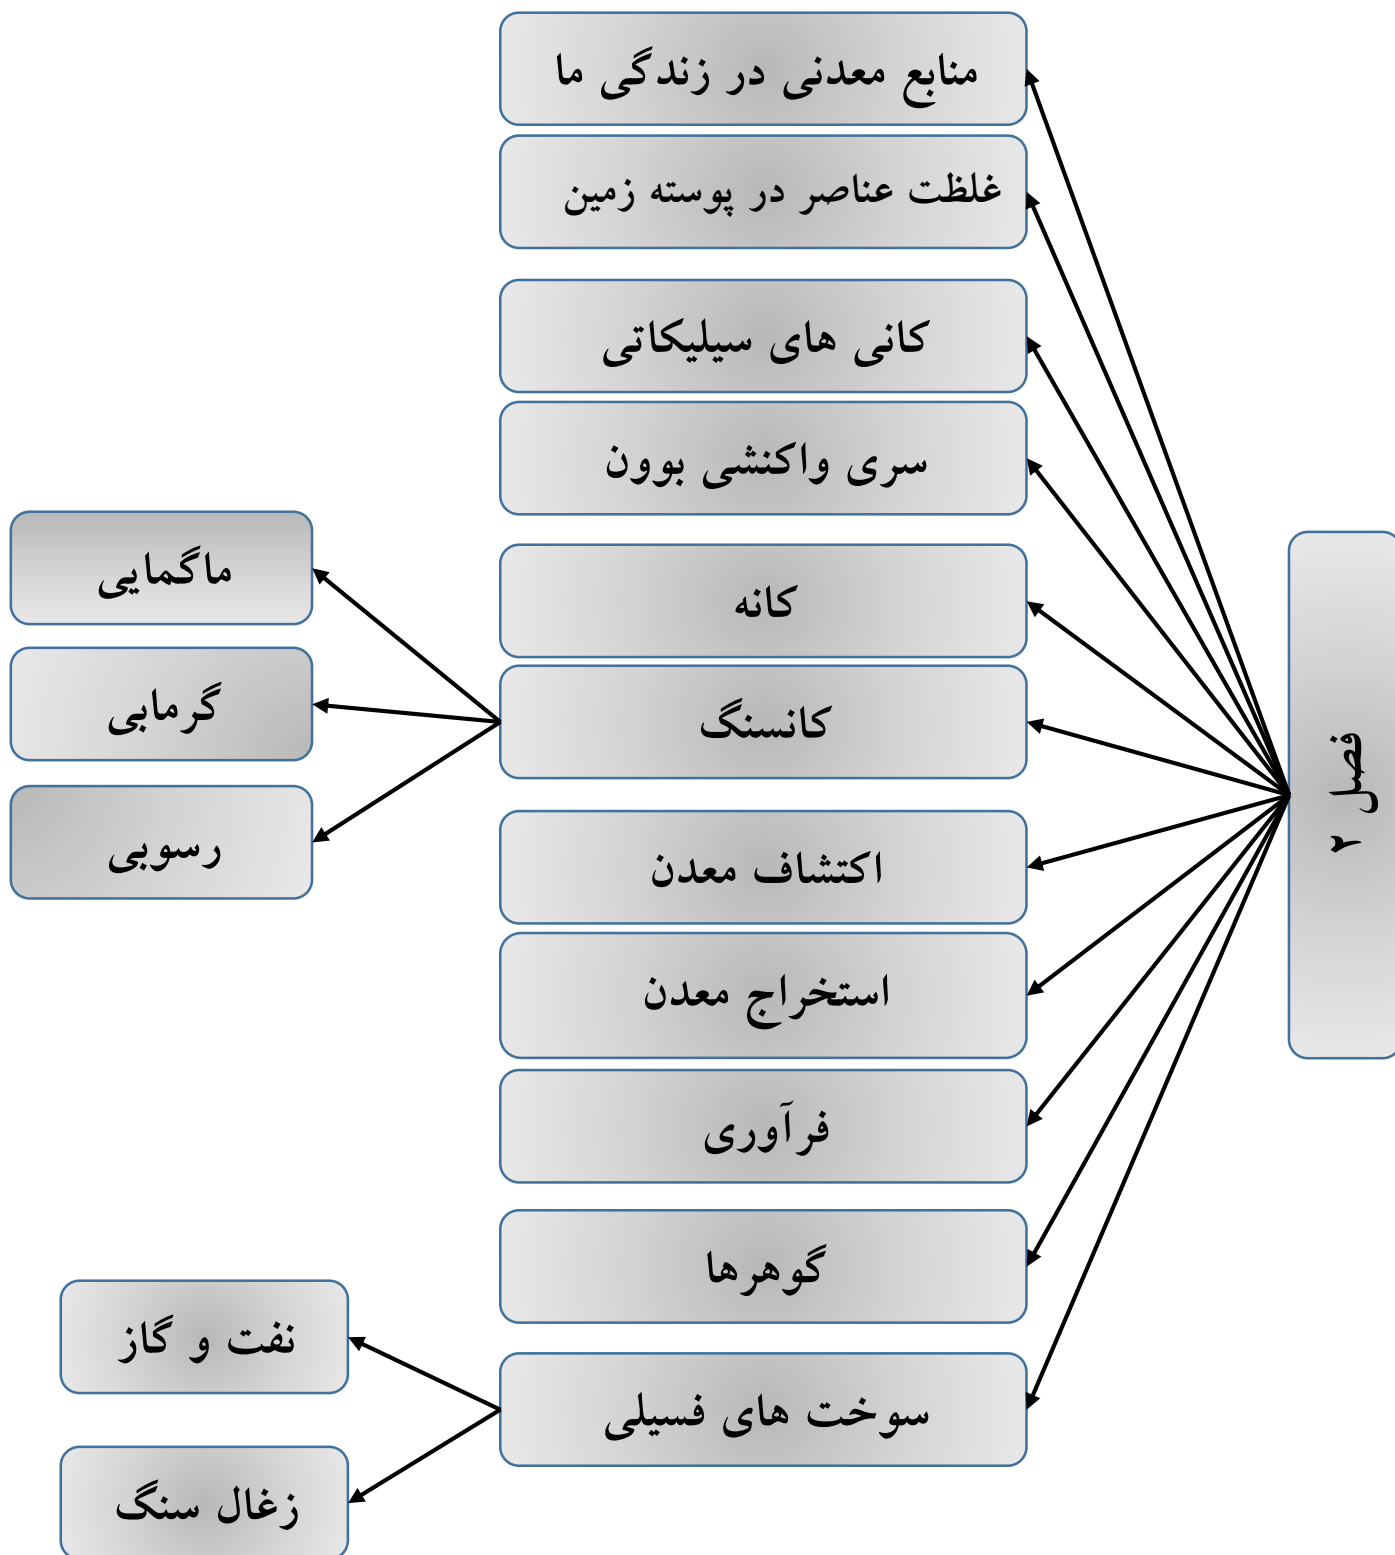 فصل ۲
منابع معدنی در زندگی ما
غلظت عناصر در پوسته زمین
کانی های سیلیکاتی
سری واکنشی بوون
کانه
کانسنگ
ماگمایی
گرمابی
رسوبی
اکتشاف معدن
استخراج معدن
فرآوری
گوهرها
سوخت های فسیلی
نفت و گاز
زغال سنگ